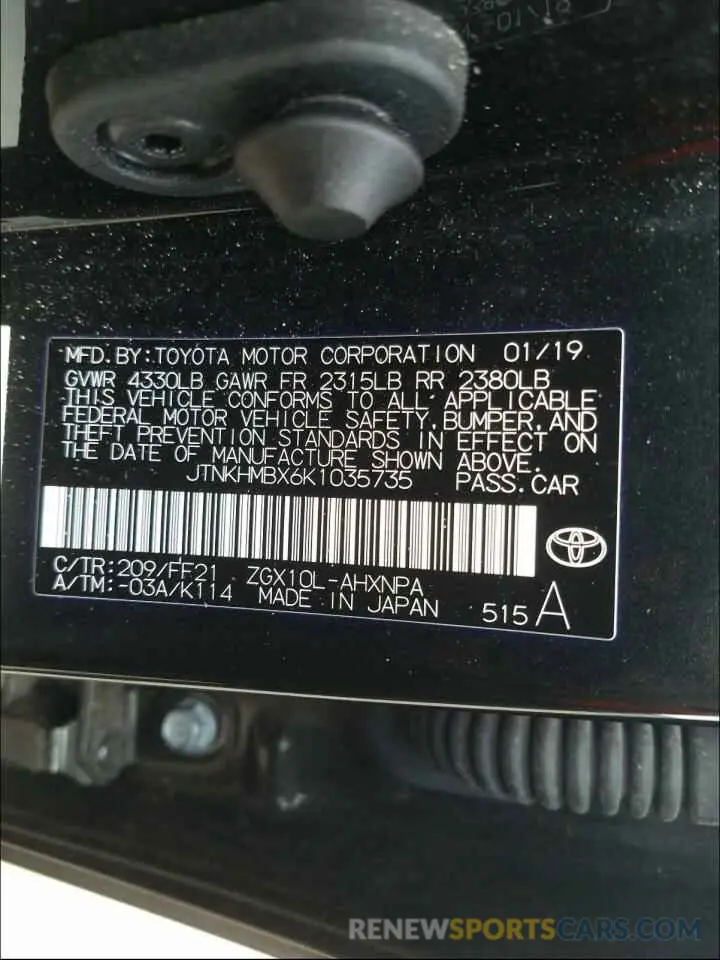 01/19
MFD. BY: TOYOTA MOTOR CORPORATION 01/19
GVWR 4330LB GAWR FR 2315LB RR 2380LB
THIS VEHICLE CONFORMS TO ALL APPLICABLE
FEDERAL MOTOR VEHICLE SAFETY, BUMPER, AND
THEFT PREVENTION STANDARDS IN EFFECT ON
THE DATE OF MANUFACTURE SHOWN ABOVE.
JTNKHMBX6K1035735 PASS. CAR
C/TR: 209/FF21 ZGX10L-AHXNPA
A/TM: -03A/K114 MADE IN JAPAN 515 A
RENEWSPORTSCARS.COM